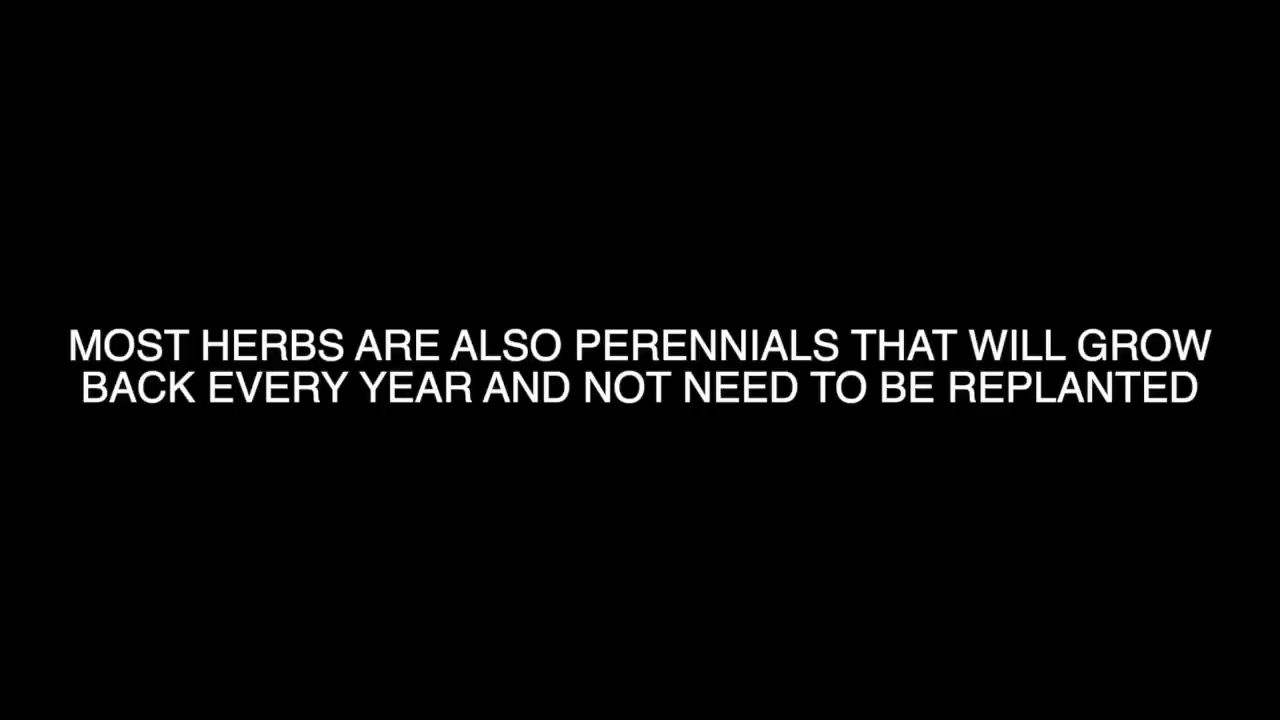 MOST HERBS ARE ALSO PERENNIALS THAT WILL GROW
BACK EVERY YEAR AND NOT NEED TO BE REPLANTED